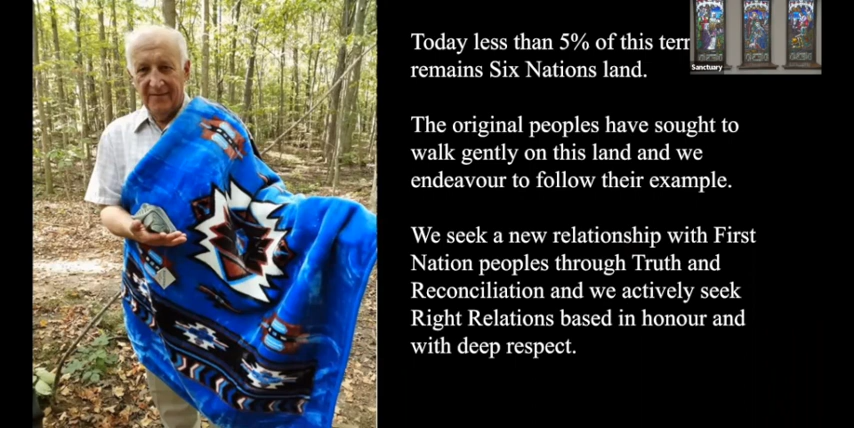 Today less than 5% of this
remains Six Nations land.
Sanctuary
The original peoples have sought to
walk gently on this land and we
endeavour to follow their example.
We seek a new relationship with First
Nation peoples through Truth and
Reconciliation and we actively seek
Right Relations based in honour and
with deep respect.